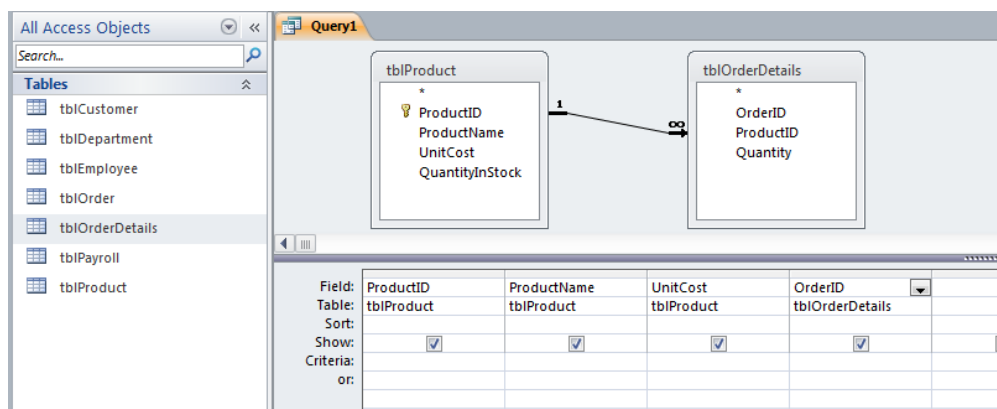 All Access Objects
Search...
Tables
tblCustomer
tblDepartment
tblEmployee
tblOrder
tblOrderDetails
tblPayroll
tblProduct
Query1
tblProduct
*
ProductID
ProductName
UnitCost
QuantityInStock
1
∞
tblOrderDetails
*
OrderID
ProductID
Quantity
Field: ProductID ProductName UnitCost OrderID
Table: tblProduct tblProduct tblProduct tblOrderDetails
Sort:
Show:
Criteria:
or: